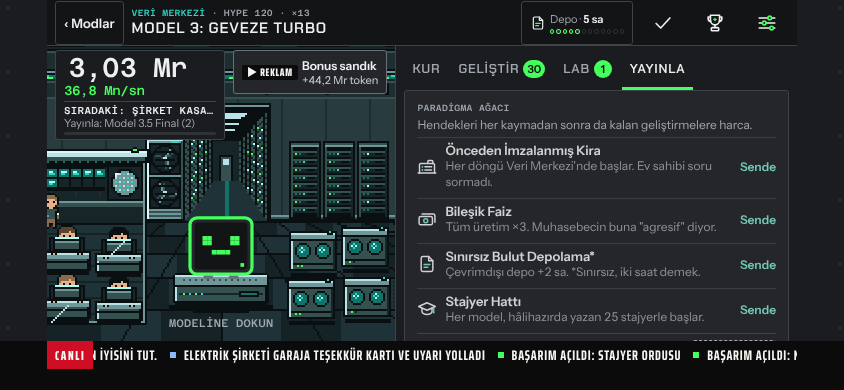 ‹ Modlar
VERİ MERKEZİ · HYPE 120 · ×13
MODEL 3: GEVEZE TURBO
Depo · 5 sa
3,03 Mr
36,8 Mn/sn
SIRADAKİ: ŞİRKET KASA…
Yayınla: Model 3.5 Final (2)
REKLAM
Bonus sandık
+44,2 Mr token
KUR
GELİŞTİR 30
LAB 1
YAYINLA
PARADİGMA AĞACI
Hendekleri her kaymadan sonra da kalan geliştirmelere harca.
Önceden İmzalanmış Kira
Her döngü Veri Merkezi'nde başlar. Ev sahibi soru
sormadı.
Sende
Bileşik Faiz
Tüm üretim ×3. Muhasebecin buna "agresif" diyor.
Sende
Sınırsız Bulut Depolama*
Çevrimdışı depo +2 sa. *Sınırsız, iki saat demek.
Sende
Stajyer Hattı
Her model, hâlihazırda yazan 25 stajyerle başlar.
Sende
MODELİNE DOKUN
CANLI
İYİSİNİ TUT.
ELEKTRİK ŞİRKETİ GARAJA TEŞEKKÜR KARTI VE UYARI YOLLADI
BAŞARIM AÇILDI: STAJYER ORDUSU
BAŞARIM AÇILDI: